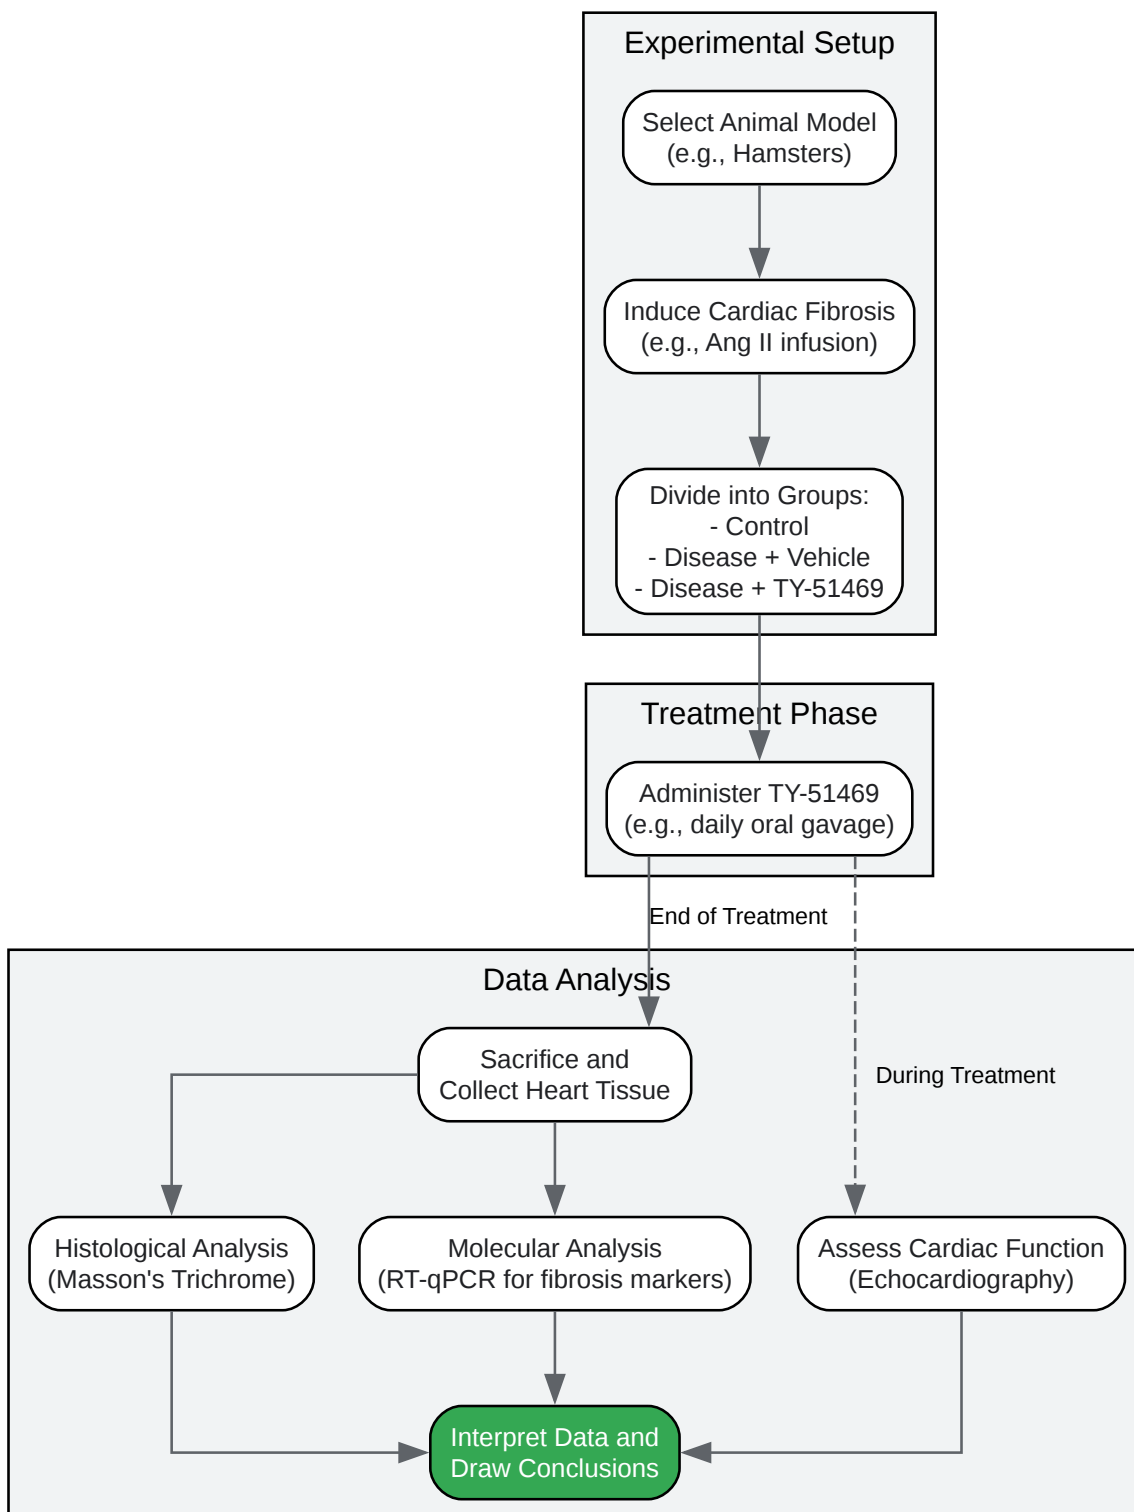 Experimental Setup
Select Animal Model
(e.g., Hamsters)
Induce Cardiac Fibrosis
(e.g., Ang II infusion)
Divide into Groups:
- Control
- Disease + Vehicle
- Disease + TY-51469
Treatment Phase
Administer TY-51469
(e.g., daily oral gavage)
End of Treatment
Data Analysis
Sacrifice and
Collect Heart Tissue
During Treatment
Histological Analysis
(Masson's Trichrome)
Molecular Analysis
(RT-qPCR for fibrosis markers)
Assess Cardiac Function
(Echocardiography)
Interpret Data and
Draw Conclusions